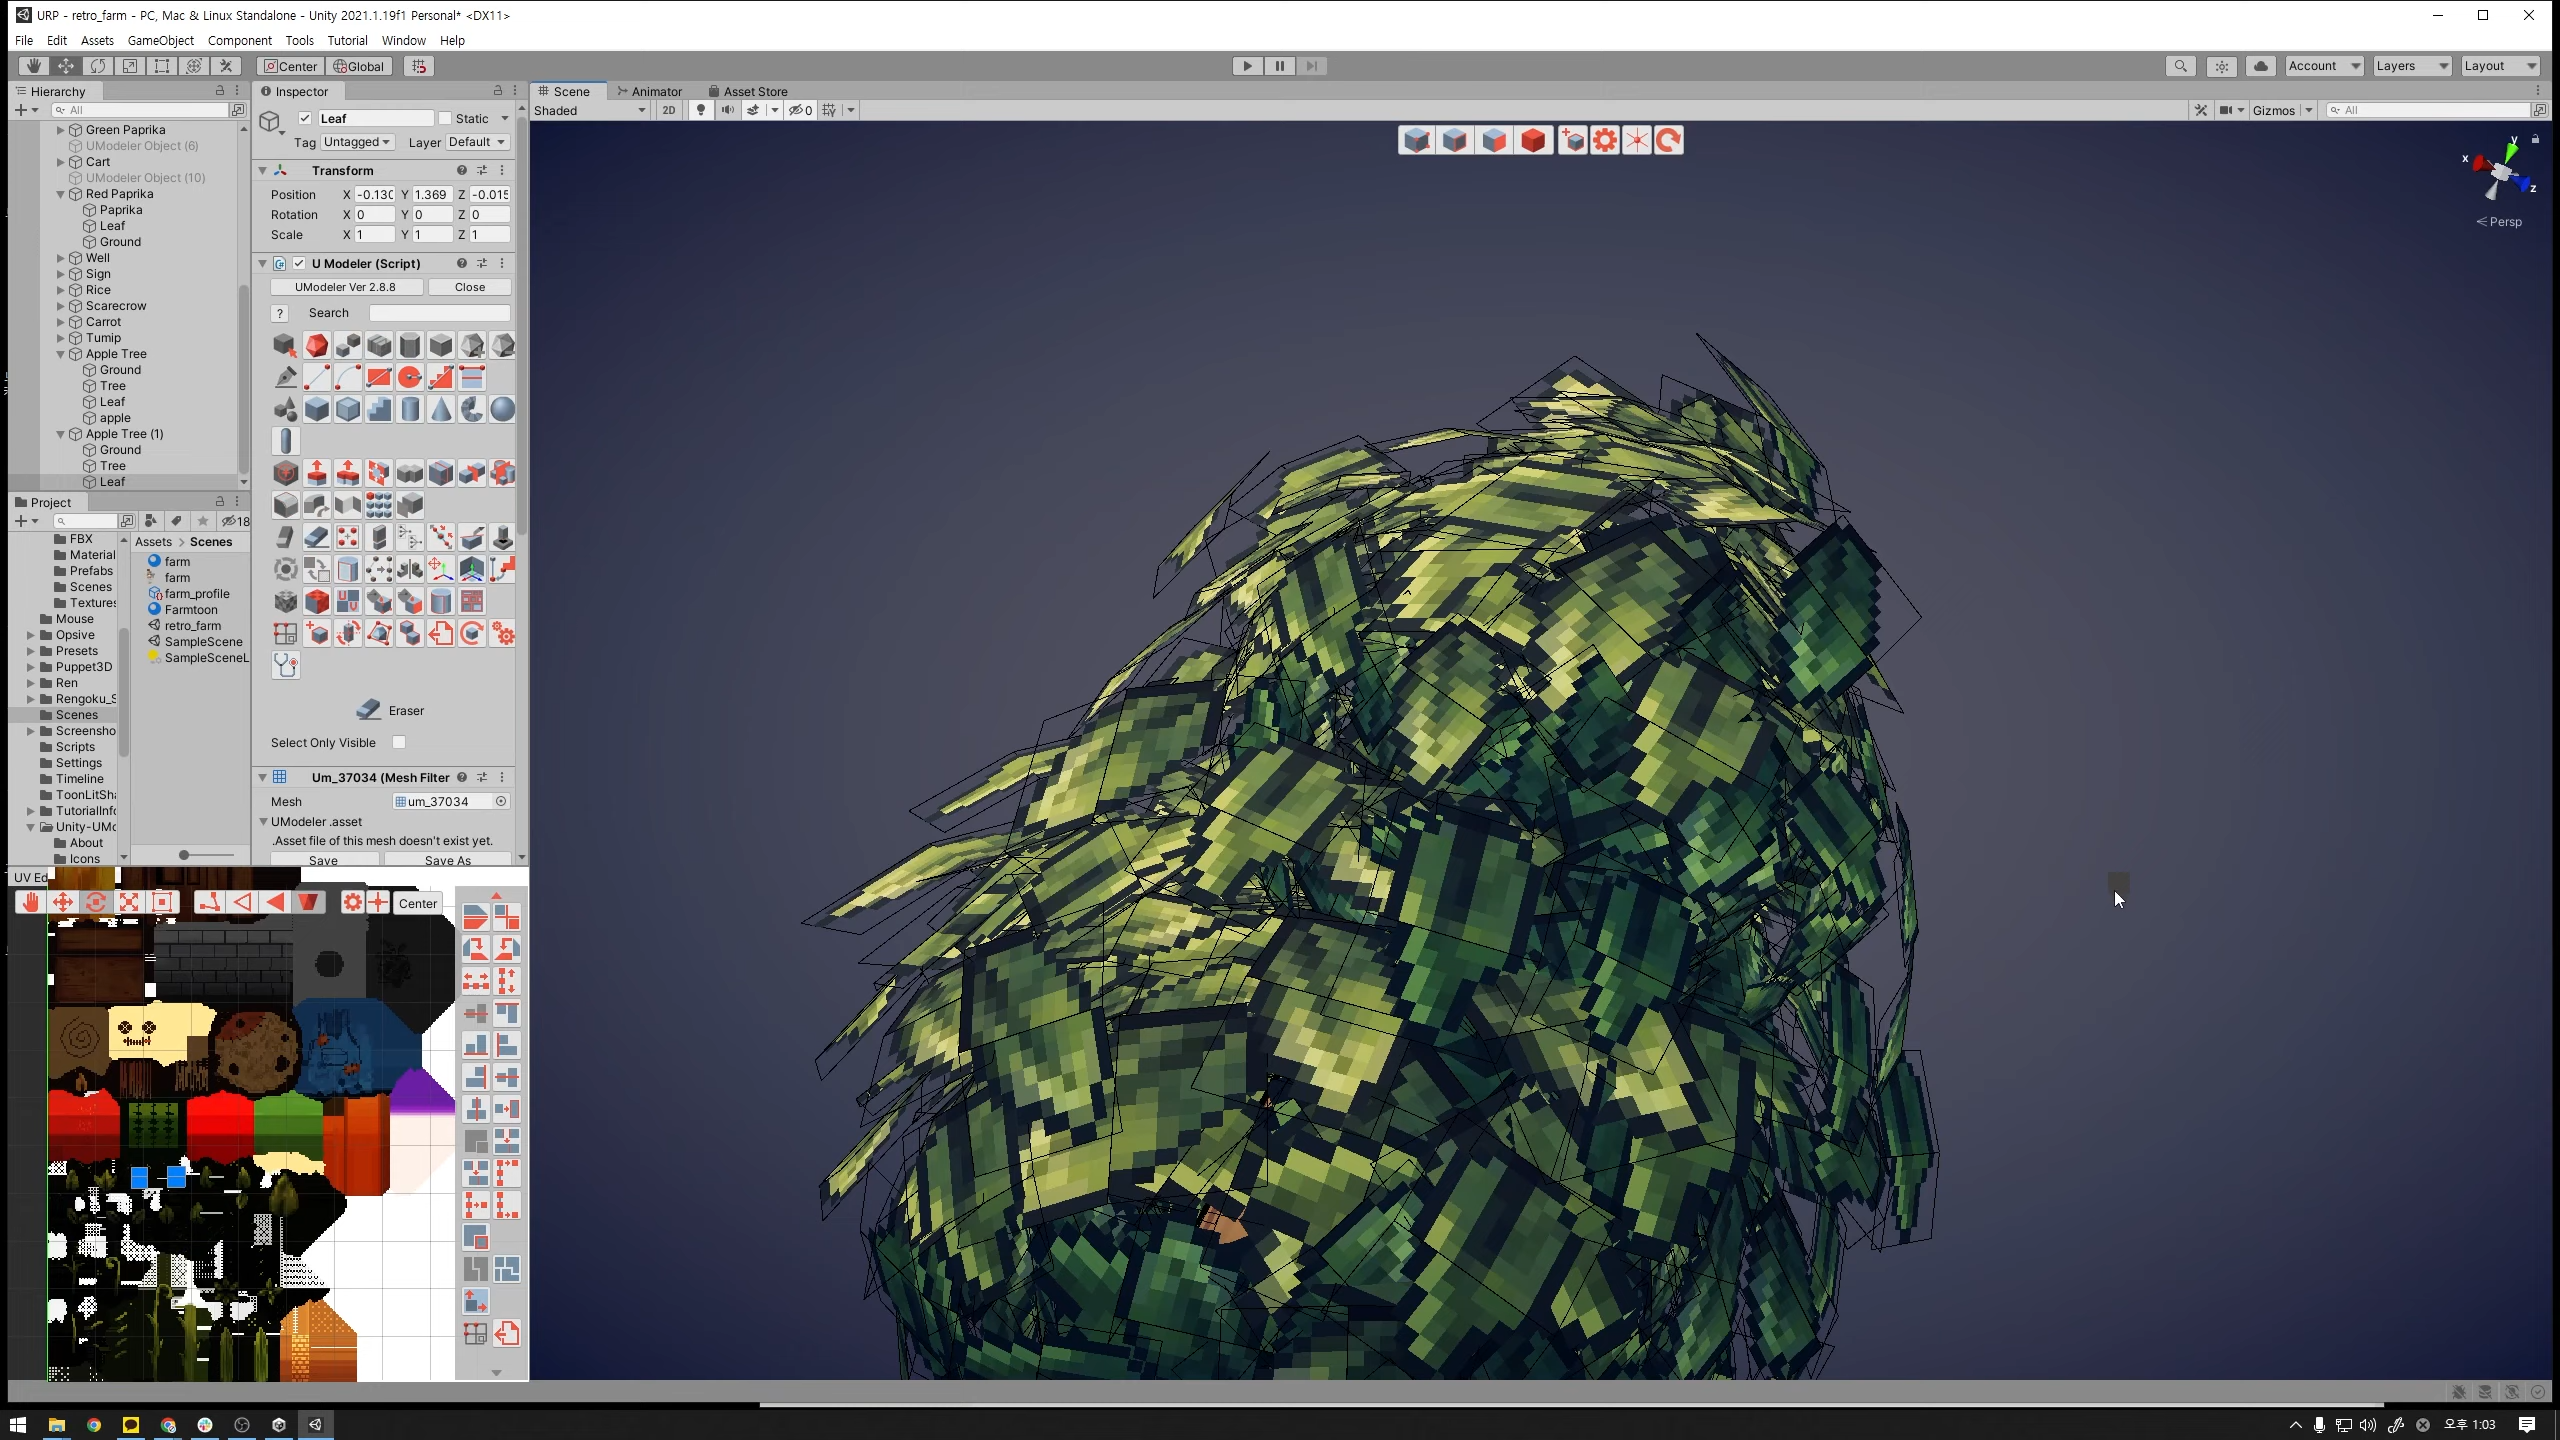 URP - retro_farm - PC, Mac & Linux Standalone - Unity 2021.1.19f1 Personal* <DX11>
File Edit Assets GameObject Component Tools Tutorial Window Help
Center Global
Account Layers Layout
Hierarchy
All
Green Paprika
UModeler Object (6)
Cart
UModeler Object (10)
Red Paprika
Paprika
Leaf
Ground
Well
Sign
Rice
Scarecrow
Carrot
Turnip
Apple Tree
Ground
Tree
Leaf
apple
Apple Tree (1)
Ground
Tree
Leaf
Inspector
Leaf Static
Tag Untagged Layer Default
Transform
Position X -0.130 Y 1.369 Z -0.015
Rotation X 0 Y 0 Z 0
Scale X 1 Y 1 Z 1
U Modeler (Script)
UModeler Ver 2.8.8 Close
? Search
Eraser
Select Only Visible
Um_37034 (Mesh Filter
Mesh um_37034
UModeler .asset
.Asset file of this mesh doesn't exist yet.
Save Save As
Scene Animator Asset Store
Shaded 2D 0 Gizmos All
y
x
z
Persp
Project
18
FBX
Material
Prefabs
Scenes
Textures
Mouse
Opsive
Presets
Puppet3D
Ren
Rengoku_S
Scenes
Screensho
Scripts
Settings
Timeline
ToonLitSha
TutorialInfo
Unity-UMo
About
Icons
Assets > Scenes
farm
farm
farm_profile
Farmtoon
retro_farm
SampleScene
SampleSceneL
UV Ed
Center
오후 1:03